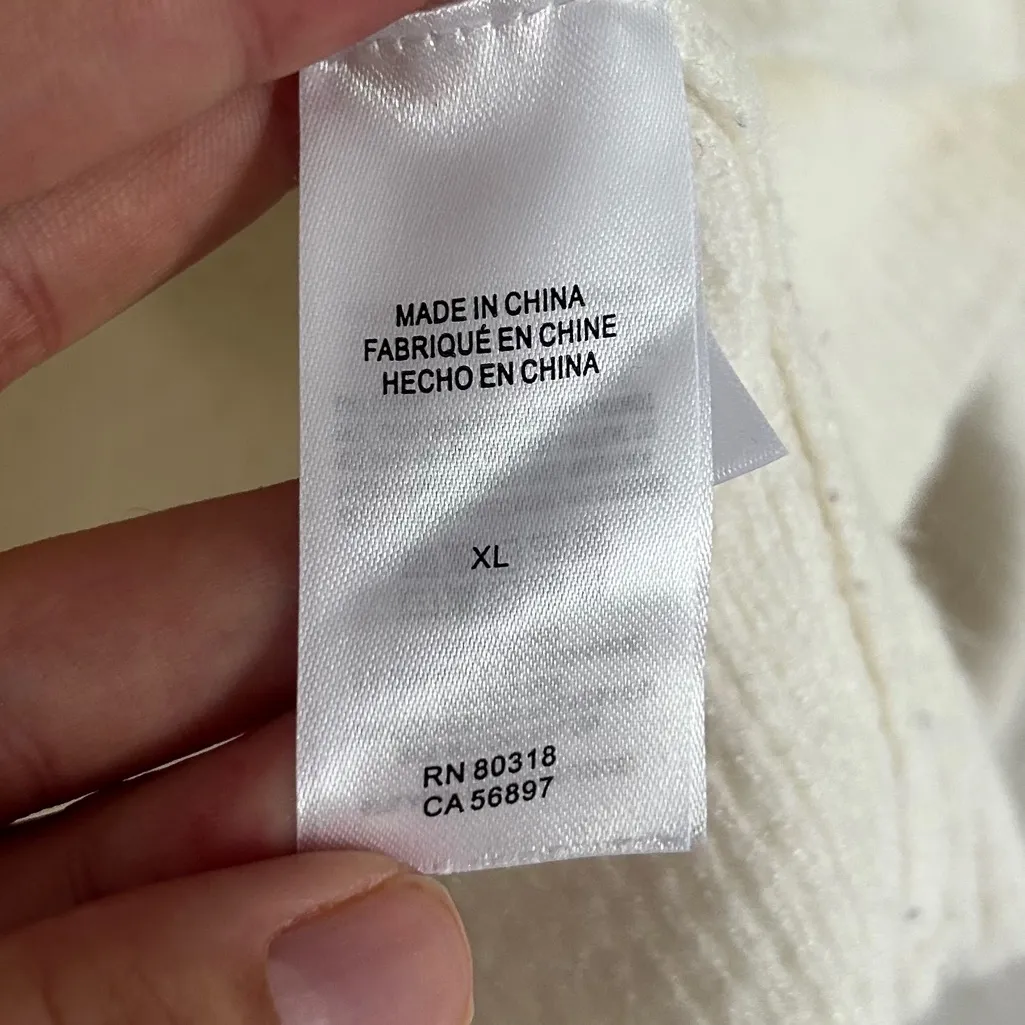 MADE IN CHINA
FABRIQUÉ EN CHINE
HECHO EN CHINA
XL
RN 80318
CA 56897